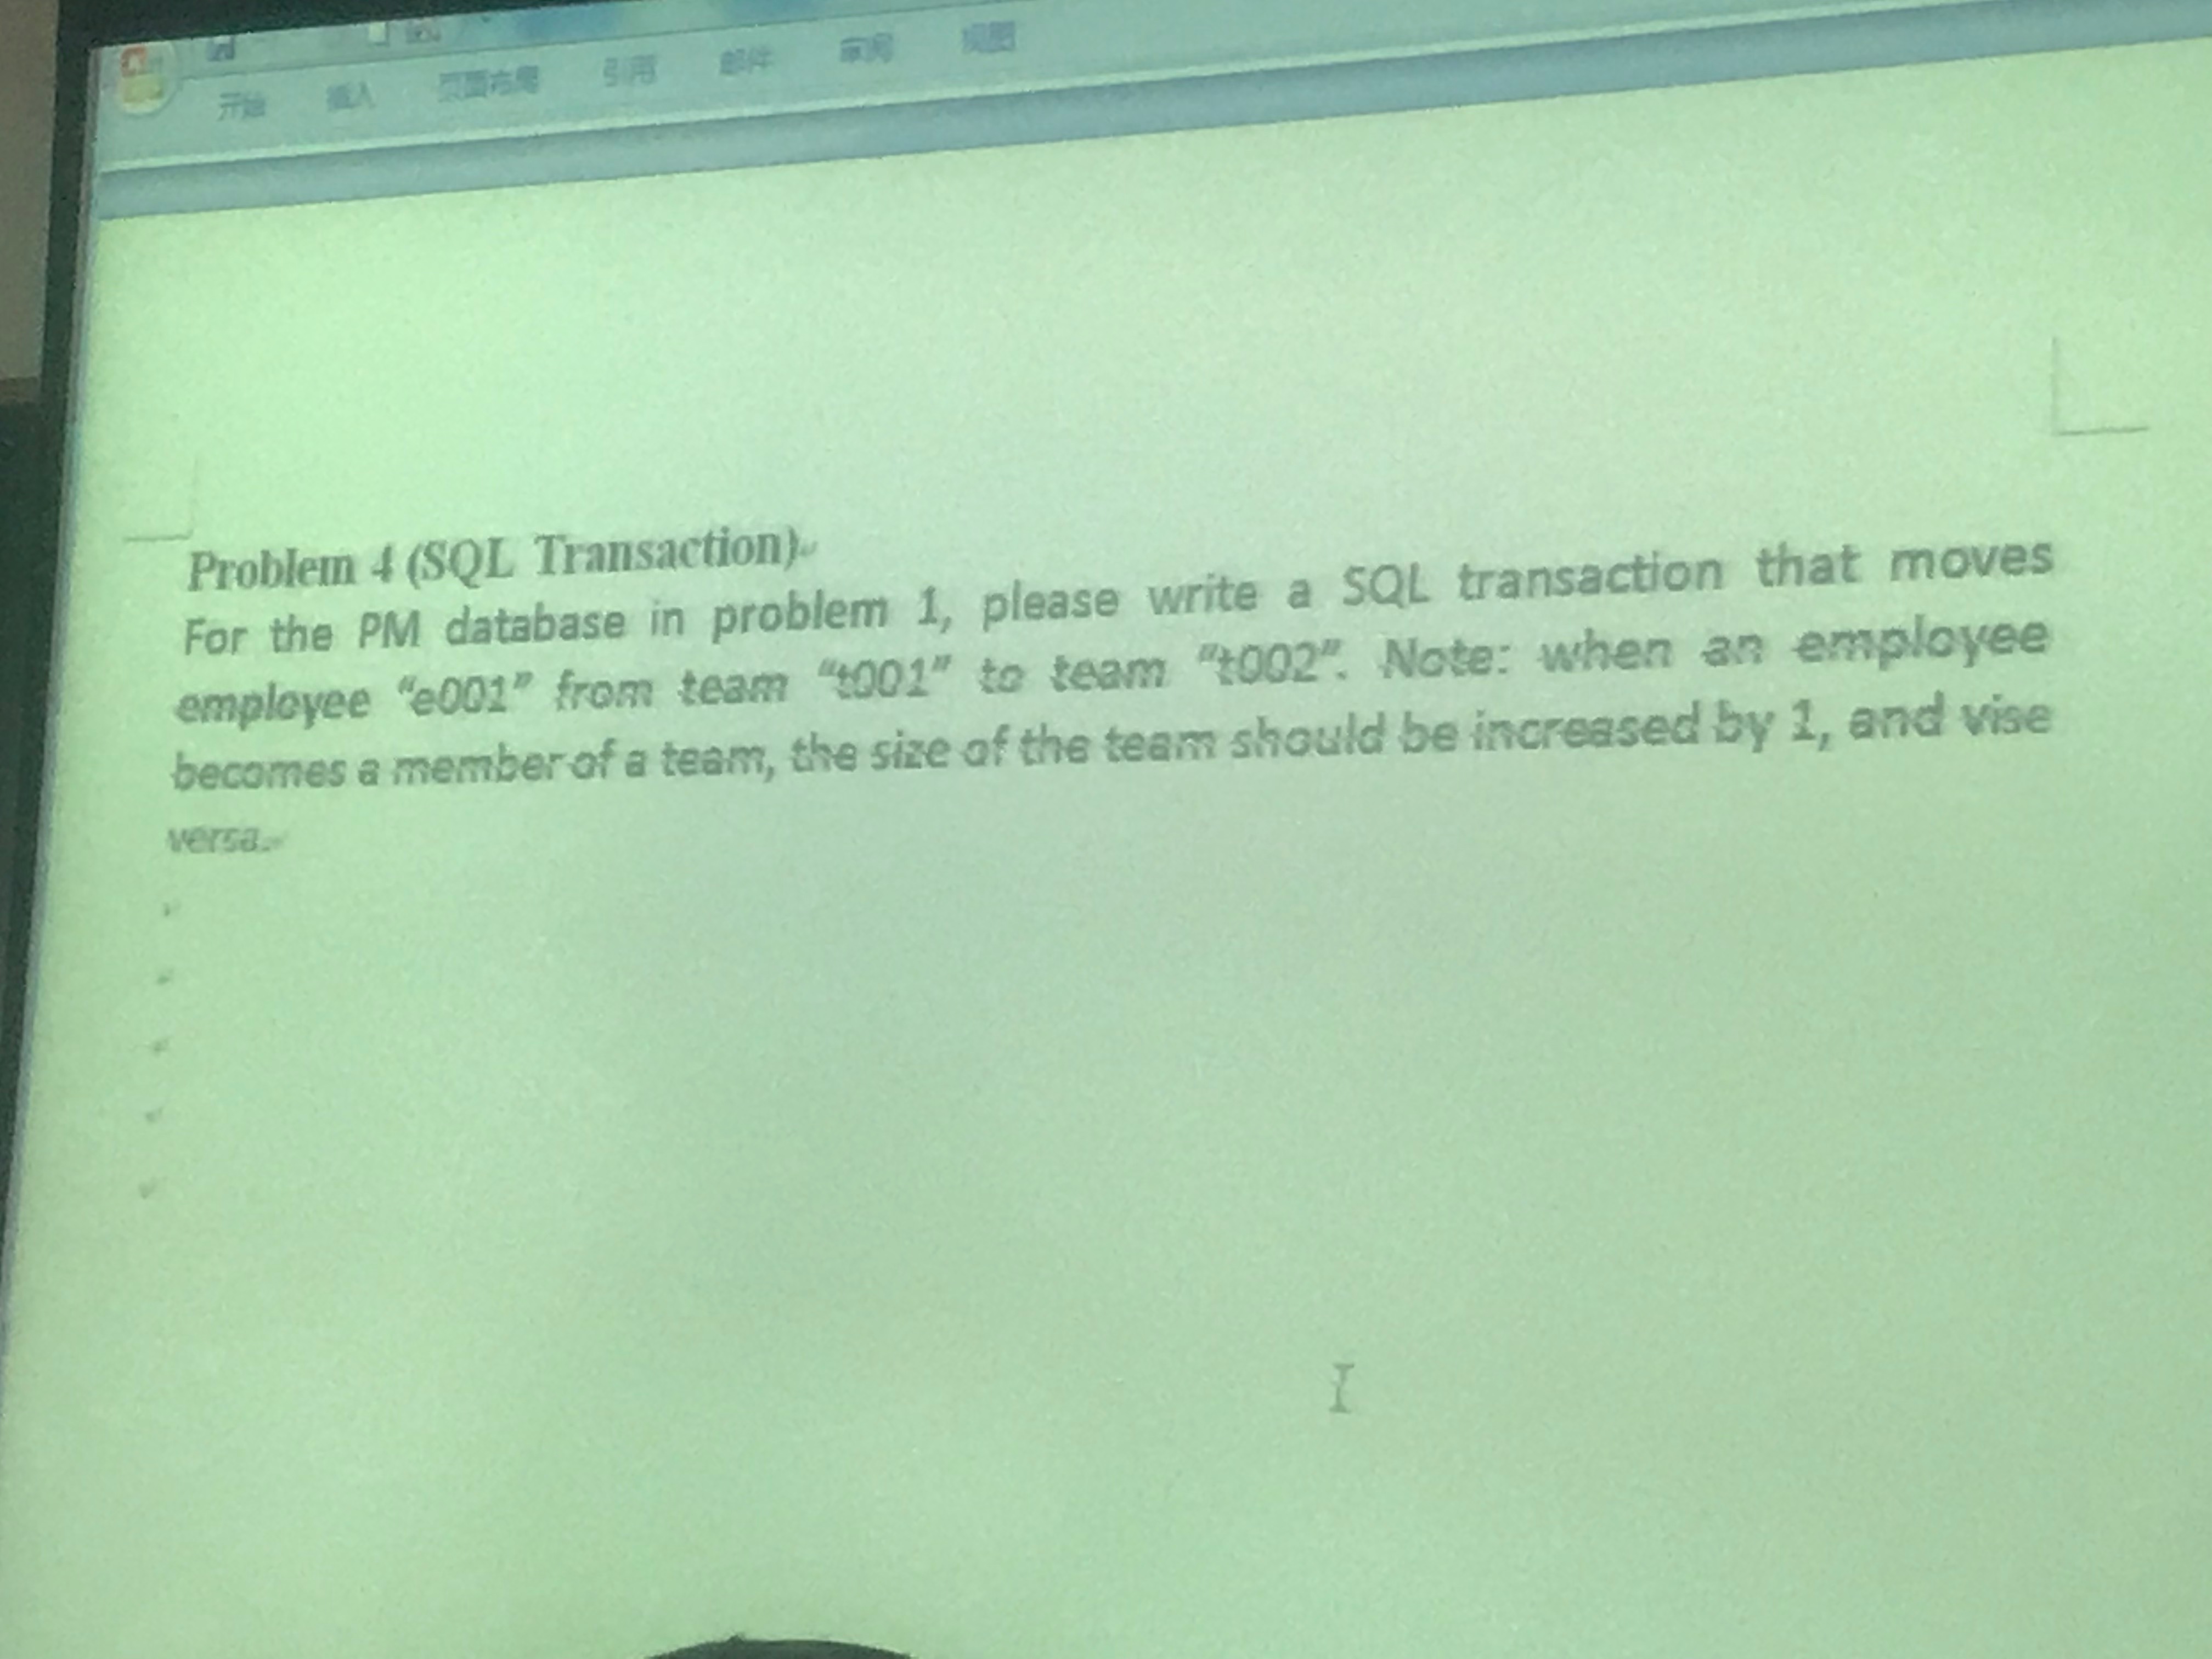 开始 插入 页面布局 引用 邮件 审阅 视图
Problem 4 (SQL Transaction)
For the PM database in problem 1, please write a SQL transaction that moves
employee “e001” from team “t001” to team “t002”. Note: when an employee
becomes a member of a team, the size of the team should be increased by 1, and vise
versa.